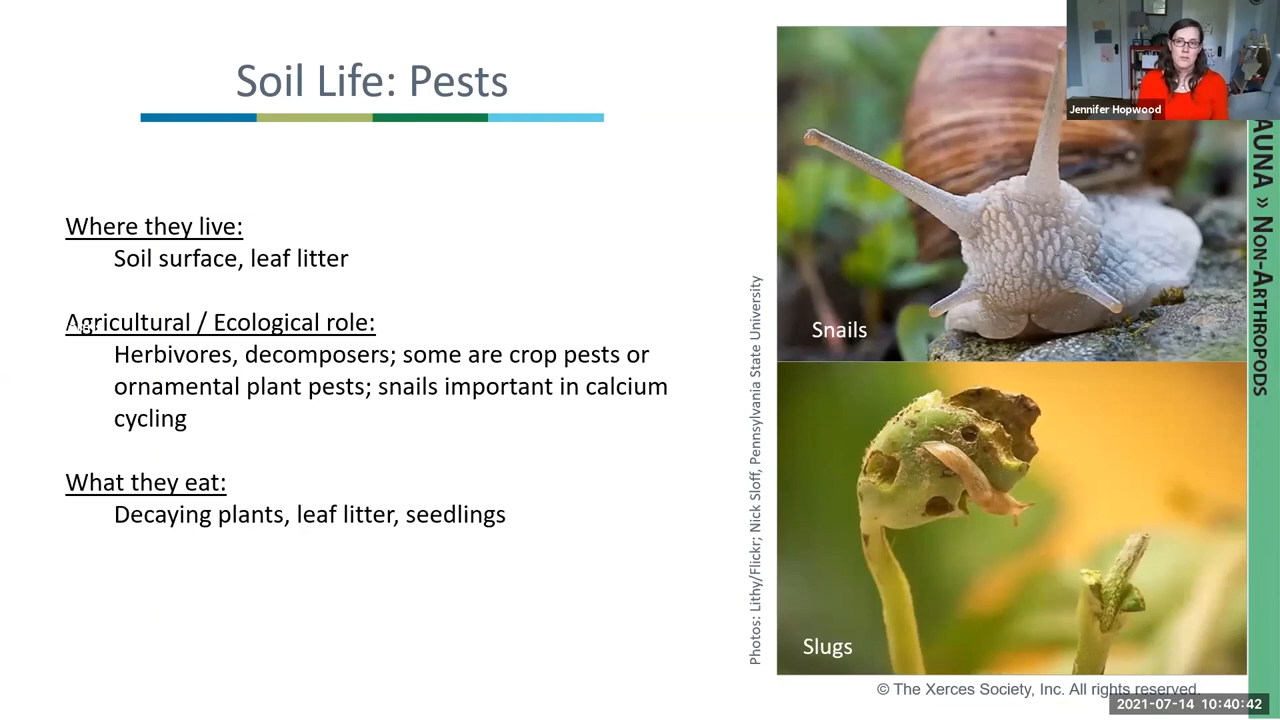 Soil Life: Pests
Where they live:
Soil surface, leaf litter
Agricultural / Ecological role:
Herbivores, decomposers; some are crop pests or
ornamental plant pests; snails important in calcium
cycling
What they eat:
Decaying plants, leaf litter, seedlings
Photos: Lithy/Flickr; Nick Sloff, Pennsylvania State University
Snails
Slugs
Jennifer Hopwood
AUNA » NON-ARTHROPODS
© The Xerces Society, Inc. All rights reserved.
2021-07-14 10:40:42